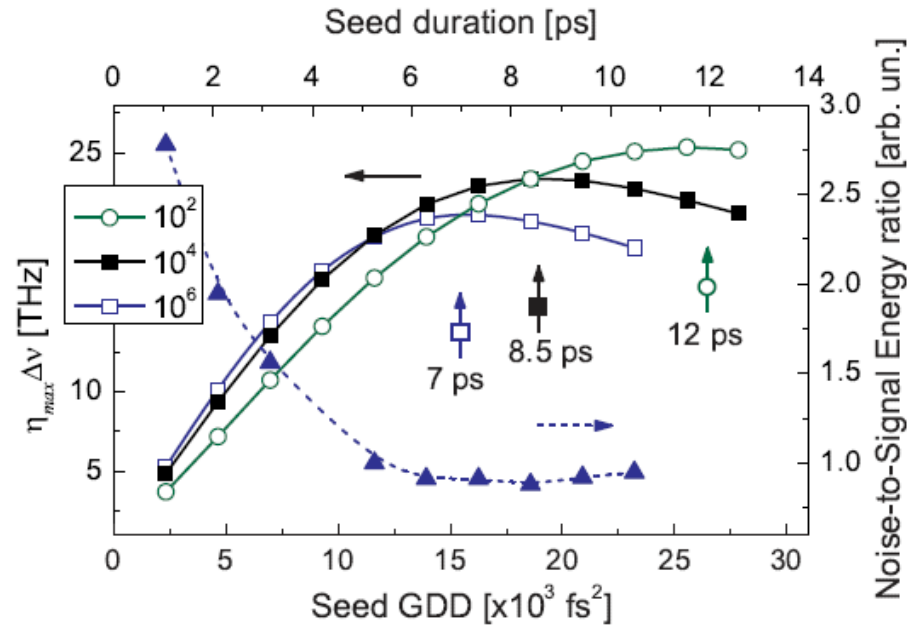 Seed duration [ps]
0 2 4 6 8 10 12 14
3.0
2.5
2.0
1.5
1.0
Noise-to-Signal Energy ratio [arb. un.]
25
10
5
η_max Δν [THz]
10²
10⁴
10⁶
7 ps
8.5 ps
12 ps
0 5 10 15 20 25 30
Seed GDD [x10³ fs²]